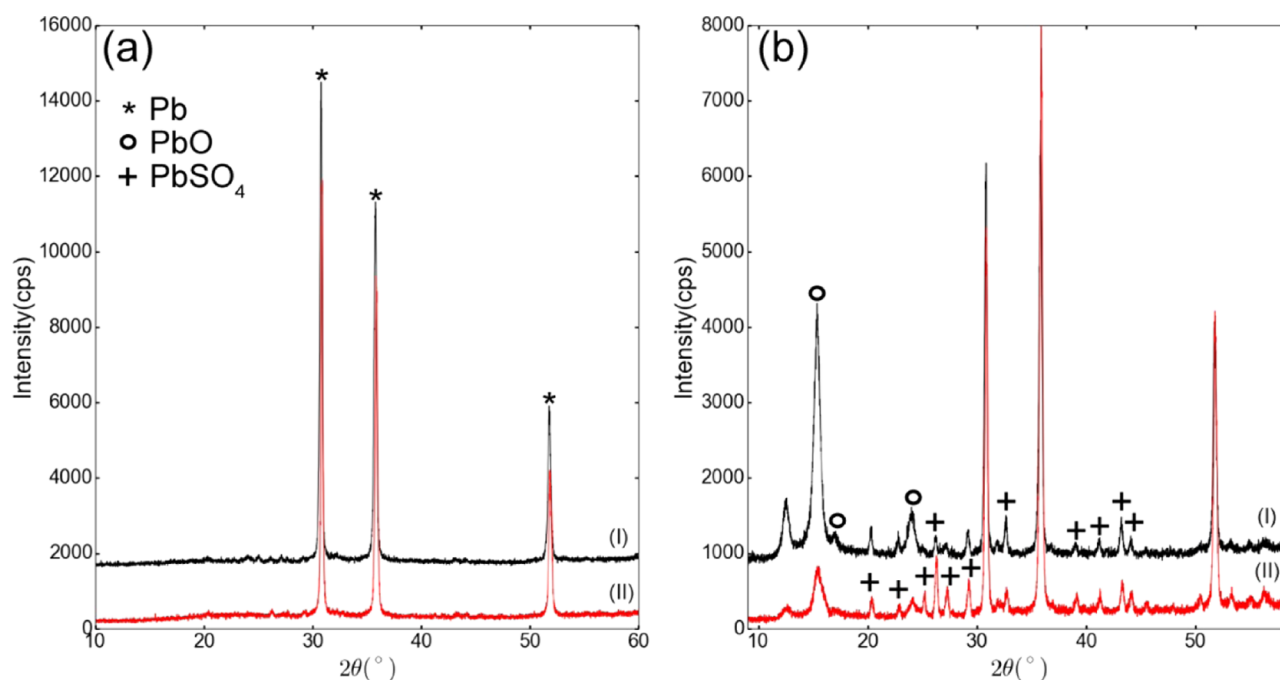 (a)
* Pb
o PbO
+ PbSO4
16000
14000
12000
10000
8000
6000
4000
2000
0
Intensity(cps)
10 20 30 40 50 60
2θ(°)
(I)
(II)
(b)
8000
7000
6000
5000
4000
3000
2000
1000
0
Intensity(cps)
10 20 30 40 50
2θ(°)
(I)
(II)